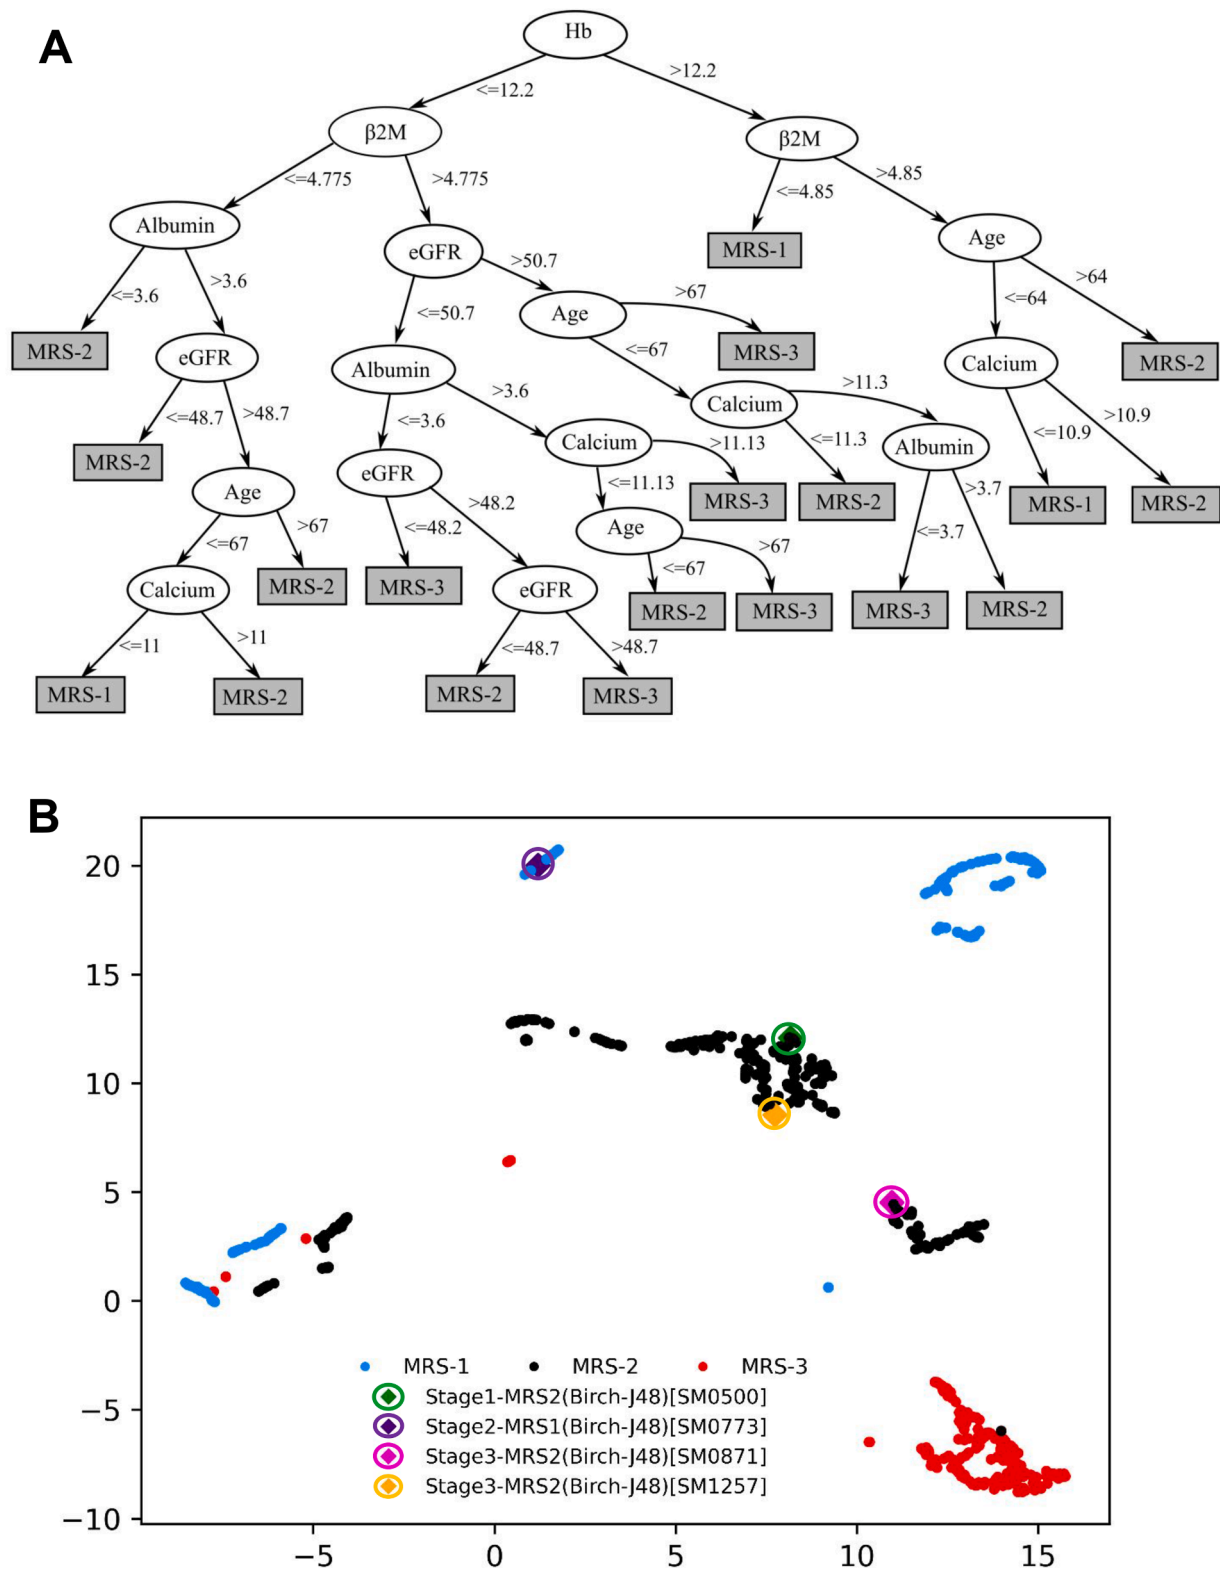 A
Hb
<=12.2
>12.2
β2M
β2M
<=4.775
>4.775
<=4.85
>4.85
Albumin
eGFR
MRS-1
Age
<=3.6
>3.6
<=50.7
>50.7
<=64
>64
MRS-2
eGFR
Albumin
Age
>67
MRS-3
<=67
Calcium
MRS-2
<=48.7
>48.7
<=3.6
>3.6
Calcium
>11.3
<=11.3
<=10.9
>10.9
MRS-2
Age
eGFR
Calcium
>11.13
<=11.13
MRS-3
MRS-2
Albumin
MRS-1
MRS-2
<=67
>67
<=48.2
>48.2
Age
<=67
>67
<=3.7
>3.7
Calcium
MRS-2
MRS-3
eGFR
MRS-2
MRS-3
MRS-3
MRS-2
<=11
>11
<=48.7
>48.7
MRS-1
MRS-2
MRS-2
MRS-3
B
20
15
10
5
0
−5
−10
MRS-1 MRS-2 MRS-3
Stage1-MRS2(Birch-J48)[SM0500]
Stage2-MRS1(Birch-J48)[SM0773]
Stage3-MRS2(Birch-J48)[SM0871]
Stage3-MRS2(Birch-J48)[SM1257]
−5 0 5 10 15